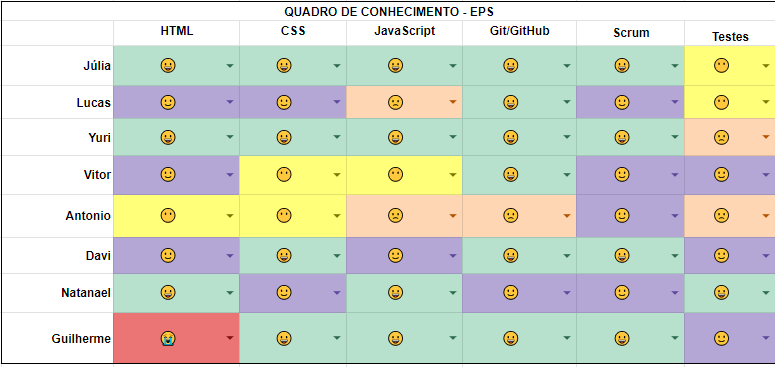 QUADRO DE CONHECIMENTO - EPS
HTML CSS JavaScript Git/GitHub Scrum Testes
Júlia
Lucas
Yuri
Vitor
Antonio
Davi
Natanael
Guilherme